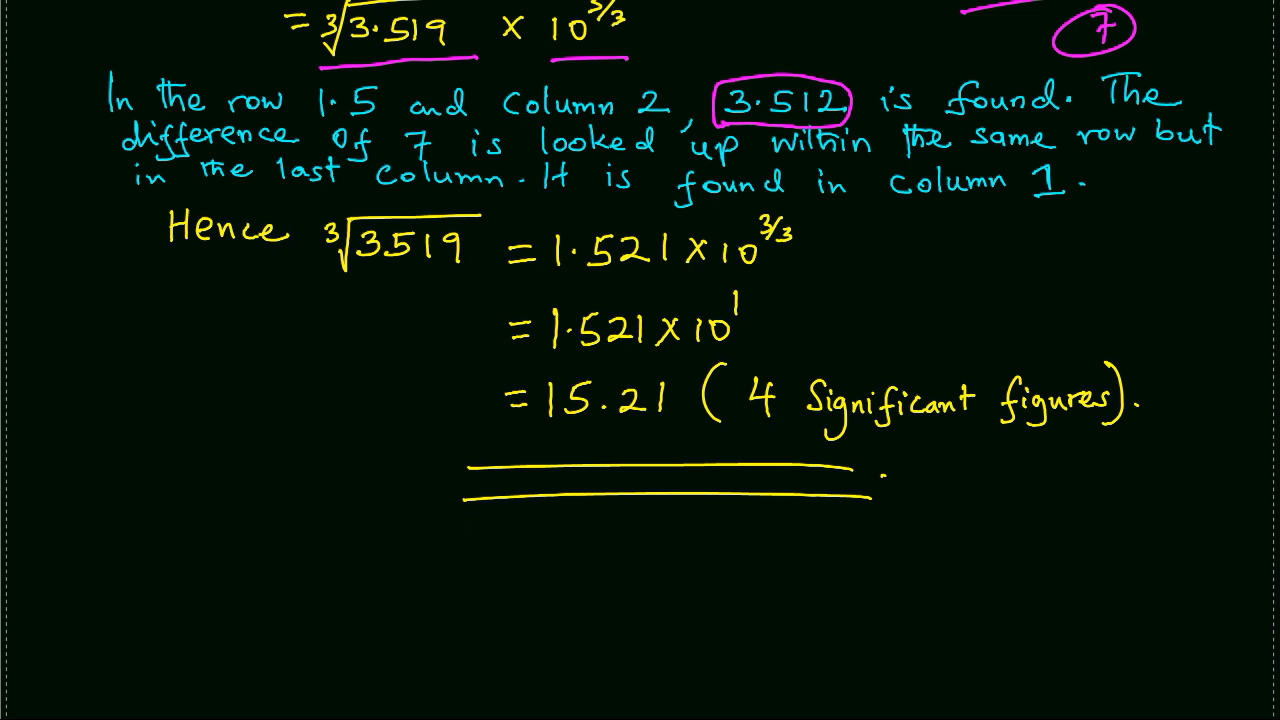 = ∛3.519 × 10^3/3
7
In the row 1.5 and column 2, 3.512 is found. The
difference of 7 is looked up within the same row but
in the last column. It is found in column 1.
Hence ∛3519 = 1.521 × 10^3/3
= 1.521 × 10^1
= 15.21 (4 Significant figures).